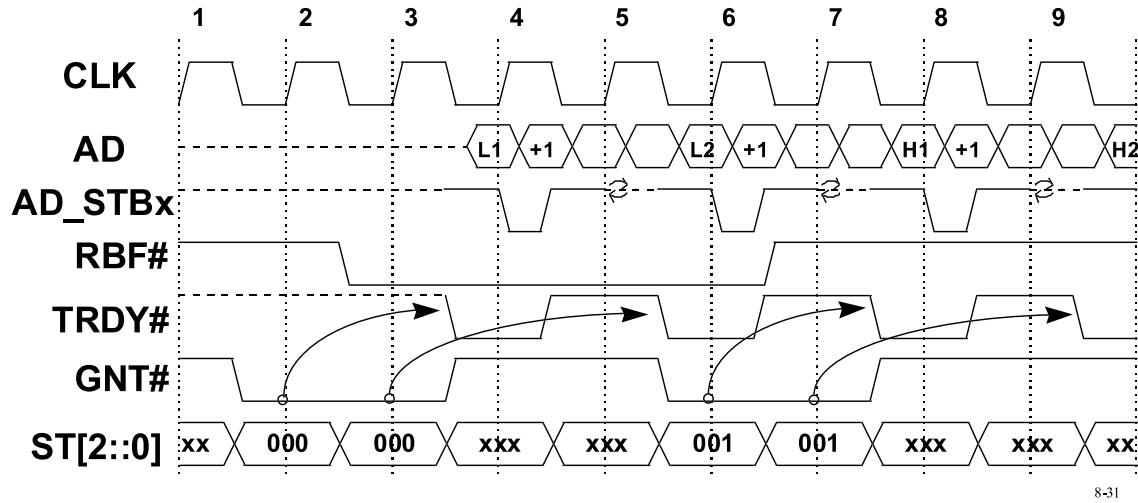 1 2 3 4 5 6 7 8 9
CLK
AD L1 +1 L2 +1 H1 +1 H2
AD_STBx
RBF#
TRDY#
GNT#
ST[2::0] xx 000 000 xxx xxx 001 001 xxx xxx xx
8-31